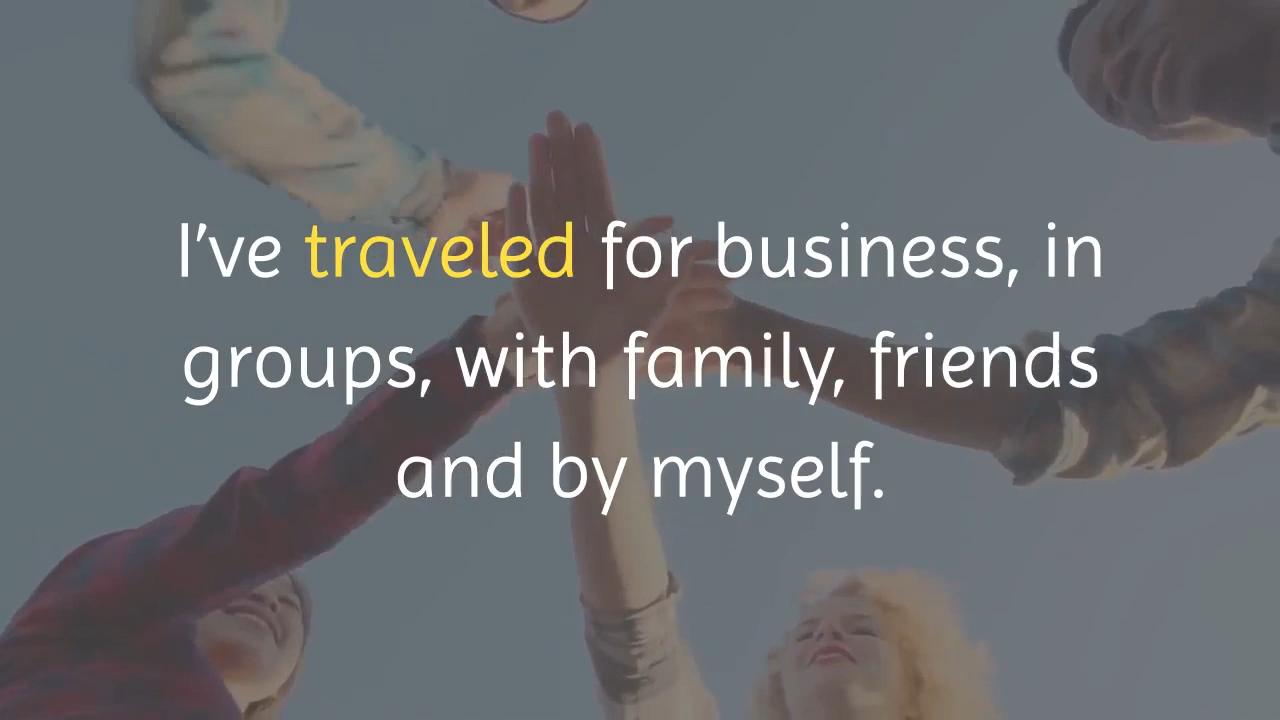 I've traveled for business, in
groups, with family, friends
and by myself.